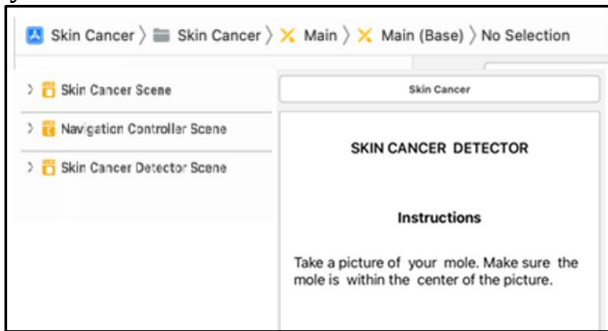 Skin Cancer 〉 Skin Cancer 〉 Main 〉 Main (Base) 〉 No Selection
Skin Cancer Scene
Navigation Controller Scene
Skin Cancer Detector Scene
Skin Cancer
SKIN CANCER DETECTOR
Instructions
Take a picture of your mole. Make sure the
mole is within the center of the picture.